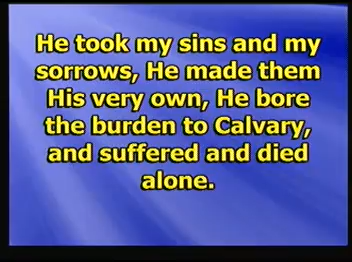 He took my sins and my
sorrows, He made them
His very own, He bore
the burden to Calvary,
and suffered and died
alone.